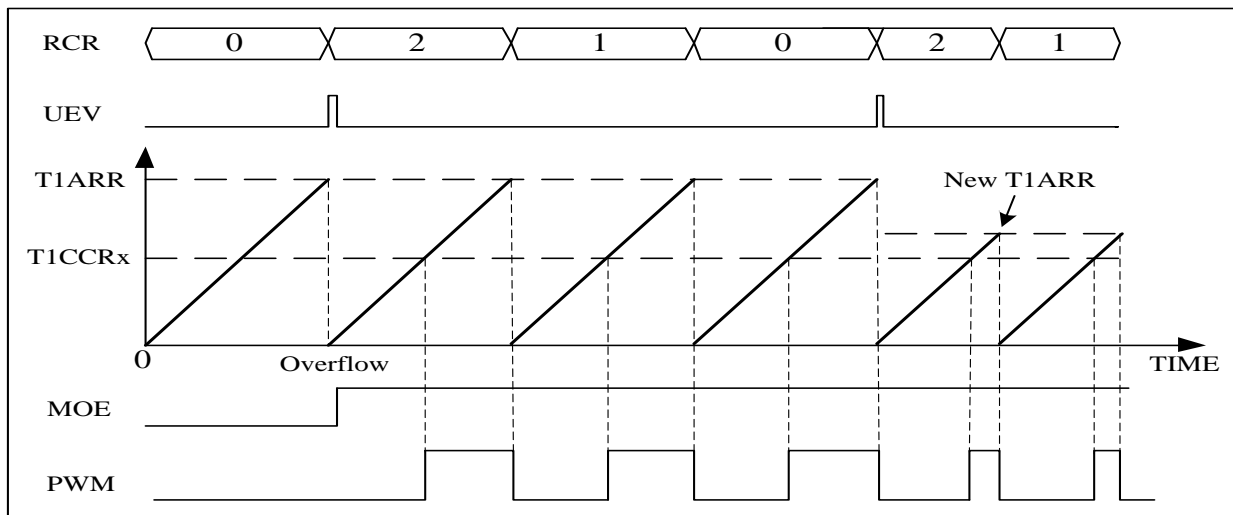 RCR 0 2 1 0 2 1
UEV
T1ARR
New T1ARR
T1CCRx
0 Overflow TIME
MOE
PWM